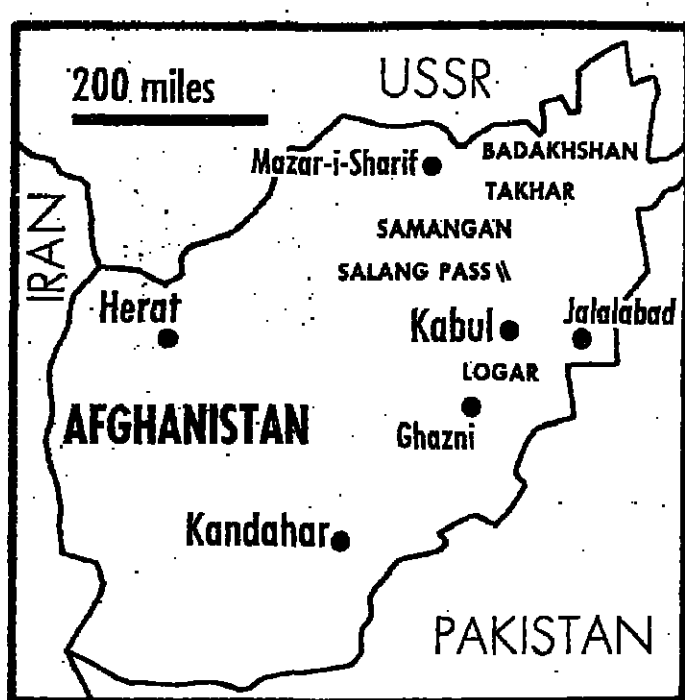 USSR
200 miles
BADAKHSHAN
Mazar-i-Sharif
TAKHAR
SAMANGAN
IRAN
SALANG PASS
Herat
Kabul
Jalalabad
LOGAR
AFGHANISTAN
Ghazni
Kandahar
PAKISTAN